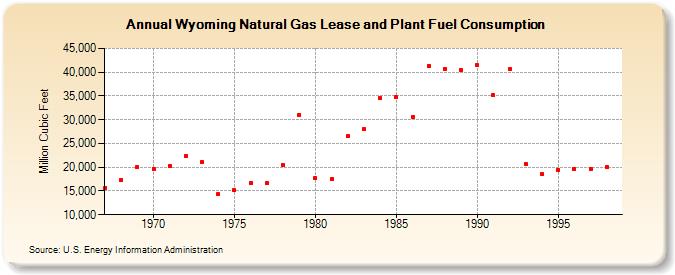 Annual Wyoming Natural Gas Lease and Plant Fuel Consumption
Million Cubic Feet
45,000
40,000
35,000
30,000
25,000
20,000
15,000
10,000
1970 1975 1980 1985 1990 1995
Source: U.S. Energy Information Administration